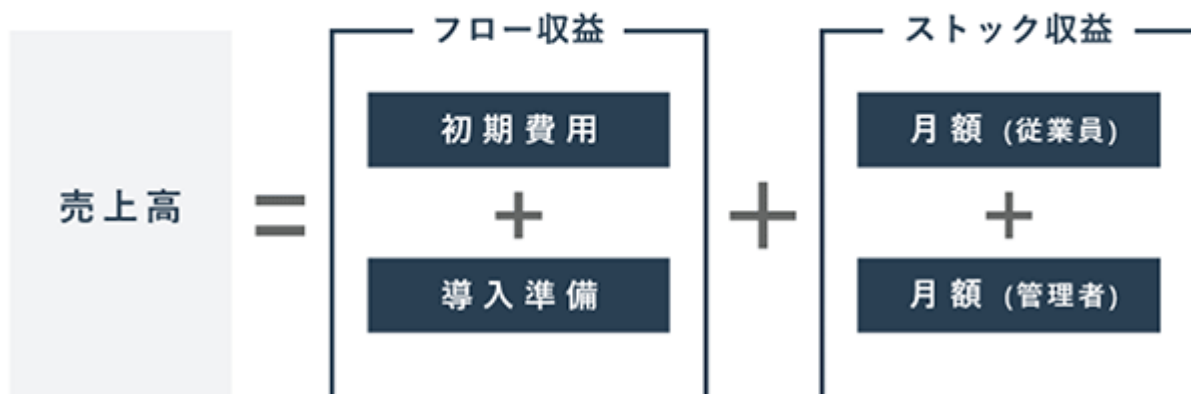 フロー収益
ストック収益
初期費用
月額 (従業員)
売上高 = + + +
導入準備
月額 (管理者)